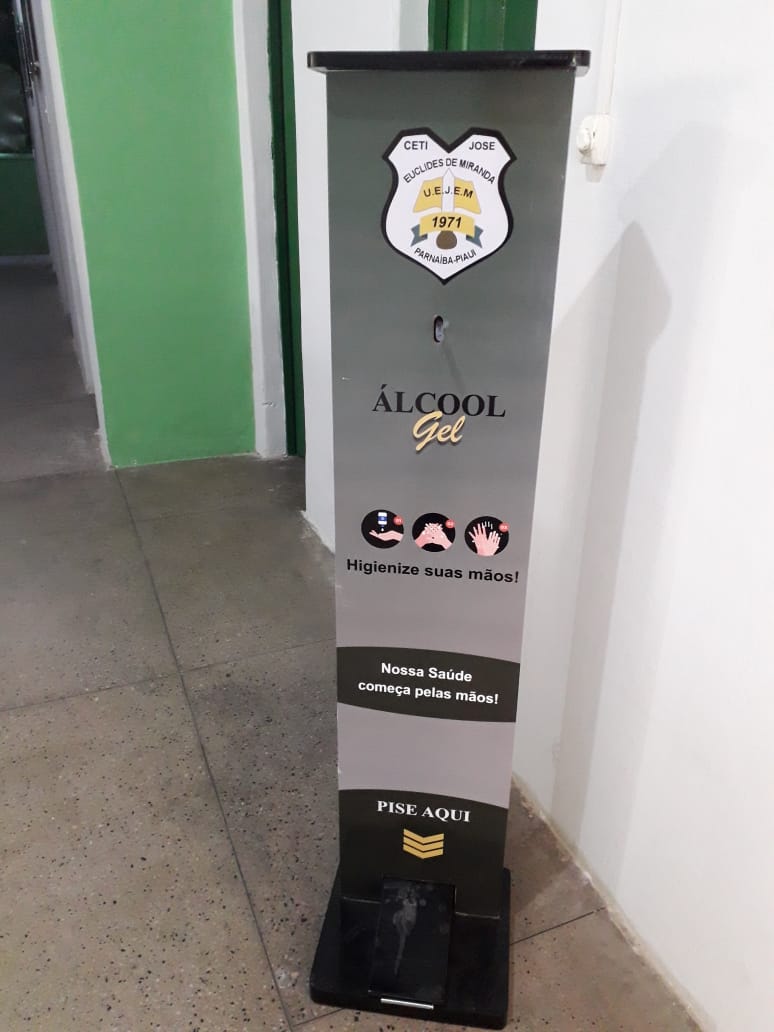 CETI JOSE
EUCLIDES DE MIRANDA
U.E.J.E.M
1971
PARNAÍBA-PIAUI
ÁLCOOL
Gel
Higienize suas mãos!
Nossa Saúde
começa pelas mãos!
PISE AQUI